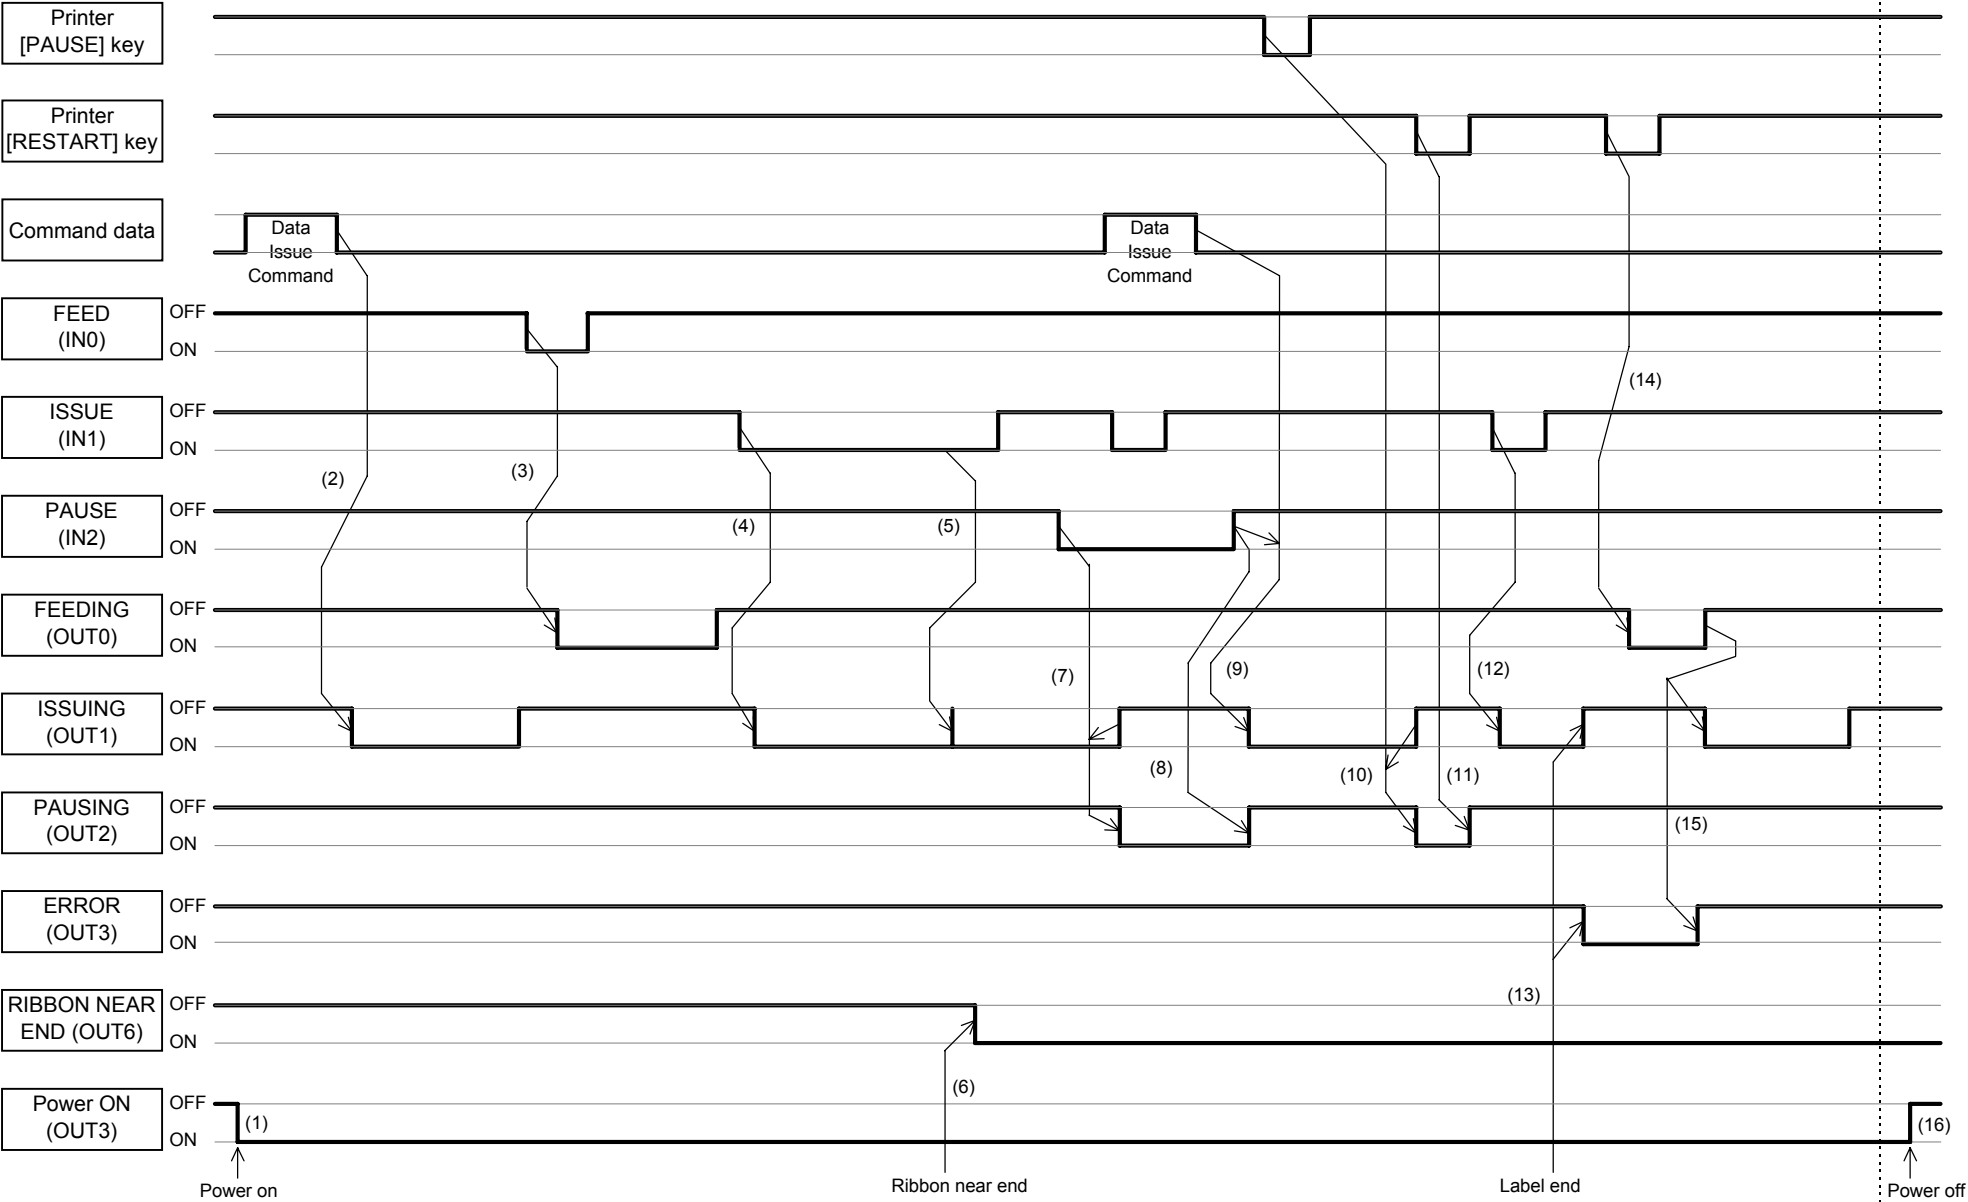 Printer
[PAUSE] key
Printer
[RESTART] key
Command data
Data
Issue
Command
Data
Issue
Command
FEED
(IN0)
OFF
ON
(14)
ISSUE
(IN1)
OFF
ON
(2)
(3)
PAUSE
(IN2)
OFF
ON
(4)
(5)
FEEDING
(OUT0)
OFF
ON
(7)
(9)
(12)
ISSUING
(OUT1)
OFF
ON
(8)
(10)
(11)
PAUSING
(OUT2)
OFF
ON
(15)
ERROR
(OUT3)
OFF
ON
RIBBON NEAR
END (OUT6)
OFF
ON
(13)
(6)
Power ON
(OUT3)
OFF
ON
(1)
(16)
Power on
Ribbon near end
Label end
Power off